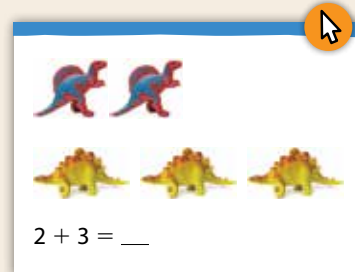 2 + 3 = __